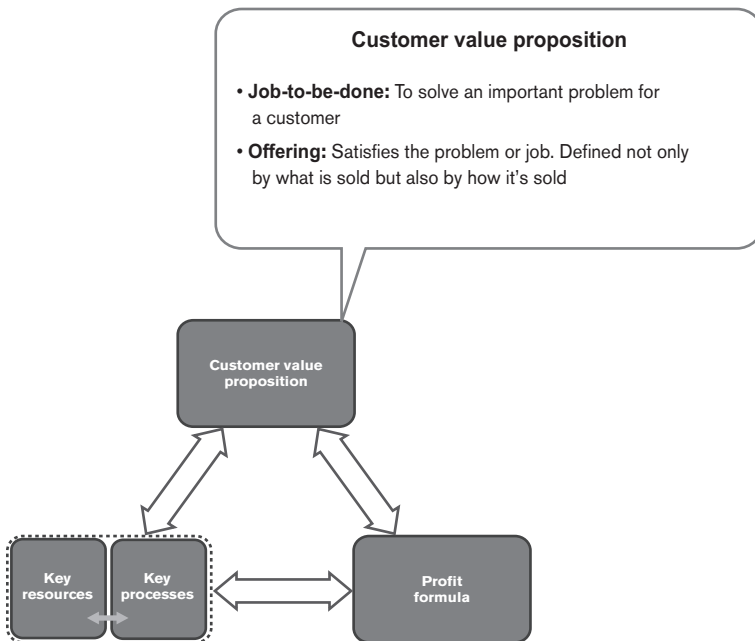 Customer value proposition
• Job-to-be-done: To solve an important problem for
a customer
• Offering: Satisfies the problem or job. Defined not only
by what is sold but also by how it’s sold
Customer value
proposition
Key
resources
Key
processes
Profit
formula